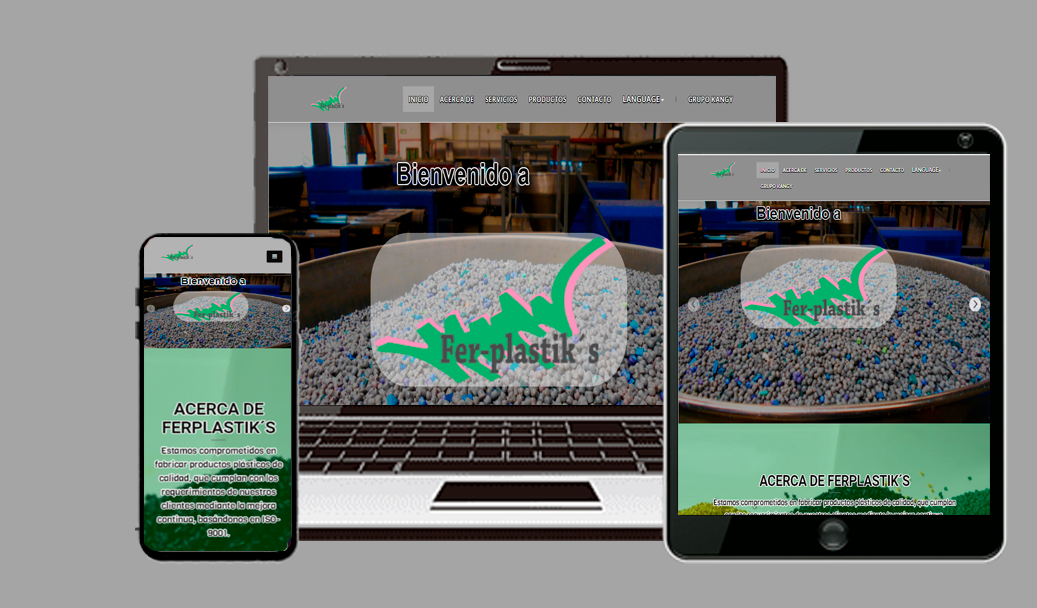 INICIO ACERCA DE SERVICIOS PRODUCTOS CONTACTO LANGUAGE GRUPO KANGY
Bienvenido a
Fer-plastik´s
INICIO ACERCA DE SERVICIOS PRODUCTOS CONTACTO LANGUAGE
GRUPO KANGY
Bienvenido a
Fer-plastik´s
ACERCA DE FERPLASTIK´S
Estamos comprometidos en fabricar productos plásticos de calidad, que cumplan
Bienvenido a
Fer-plastik´s
ACERCA DE
FERPLASTIK´S
Estamos comprometidos en
fabricar productos plásticos de
calidad, que cumplan con los
requerimientos de nuestros
clientes mediante la mejora
continua, basándonos en ISO-
9001.